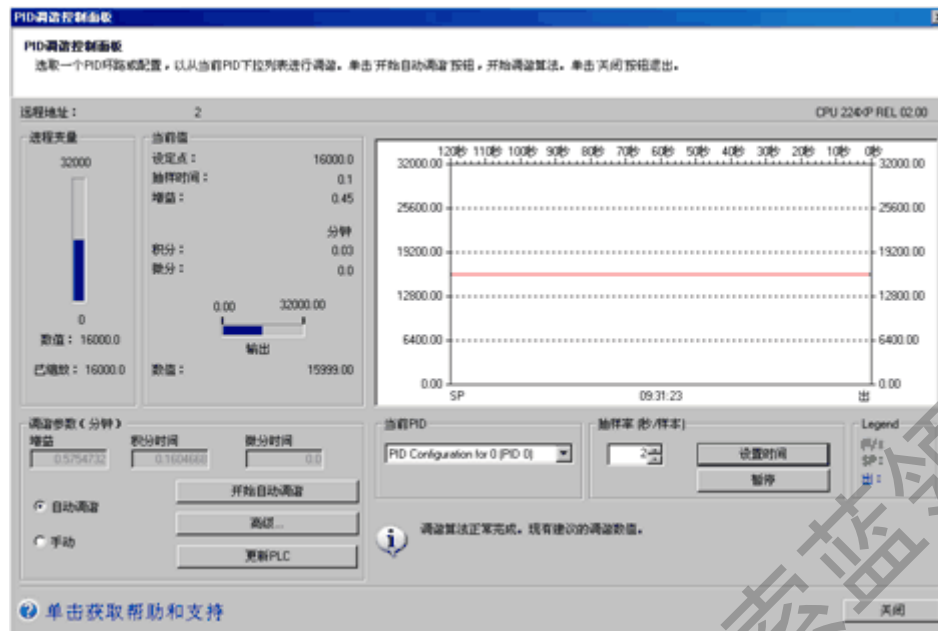 PID调谐控制面板
PID调谐控制面板
选取一个PID环路或配置，以从当前PID下拉列表进行调谐。单击'开始自动调谐'按钮，开始调谐算法。单击'关闭'按钮退出。
远程地址： 2 CPU 224XP REL 02.00
进程变量
32000
0
数值： 16000.0
已缩放： 16000.0
当前值
设定点： 16000.0
抽样时间： 0.1
增益： 0.45
分钟
积分： 0.03
微分： 0.0
0.00 32000.00
输出
数值： 15999.00
120秒 110秒 100秒 90秒 80秒 70秒 60秒 50秒 40秒 30秒 20秒 10秒 0秒
32000.00 32000.00
25600.00 25600.00
19200.00 19200.00
12800.00 12800.00
6400.00 6400.00
0.00 0.00
SP 09:31:23 出
调谐参数(分钟)
增益 积分时间 微分时间
0.5754732 0.1604668 0.0
自动调谐
手动
开始自动调谐
高级...
更新PLC
当前PID
PID Configuration for 0 (PID 0)
抽样率(秒/样本)
2
设置时间
暂停
Legend
SP：
出：
调谐算法正常完成。现有建议的调谐数值。
单击获取帮助和支持
关闭
索蓝领